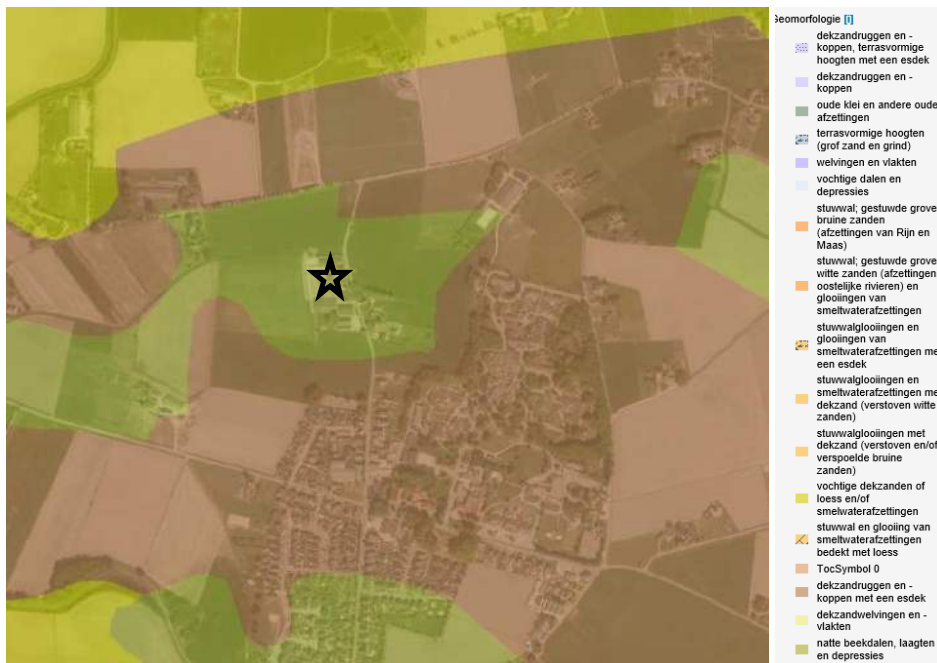 Geomorfologie [i]
dekzandruggen en -
koppen, terrasvormige
hoogten met een esdek
dekzandruggen en -
koppen
oude klei en andere oude
afzettingen
terrasvormige hoogten
(grof zand en grind)
welvingen en vlakten
vochtige dalen en
depressies
stuwwal; gestuwde grove
bruine zanden
(afzettingen van Rijn en
Maas)
stuwwal; gestuwde grove
witte zanden (afzettingen
oostelijke rivieren) en
glooiingen van
smeltwaterafzettingen
stuwwalglooiingen en
glooiingen van
smeltwaterafzettingen me
een esdek
stuwwalglooiingen en
smeltwaterafzettingen me
dekzand (verstoven witte
zanden)
stuwwalglooiingen met
dekzand (verstoven en/of
verspoelde bruine
zanden)
vochtige dekzanden of
loess en/of
smelwaterafzettingen
stuwwal en glooiing van
smeltwaterafzettingen
bedekt met loess
TocSymbol 0
dekzandruggen en -
koppen met een esdek
dekzandwelvingen en -
vlakten
natte beekdalen, laagten
en depressies